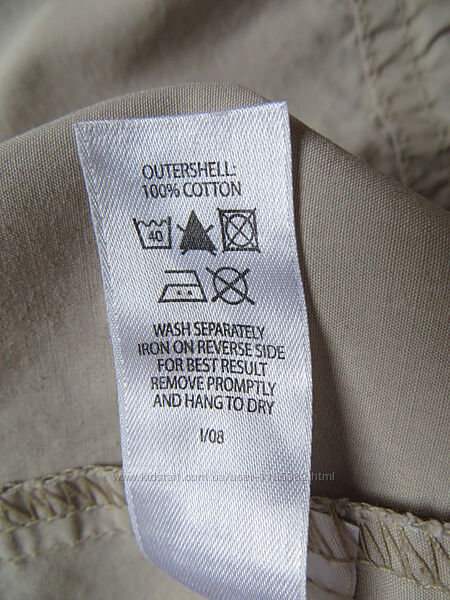 OUTERSHELL:
100% COTTON
40
WASH SEPARATELY
IRON ON REVERSE SIDE
FOR BEST RESULT
REMOVE PROMPTLY
AND HANG TO DRY
I/08